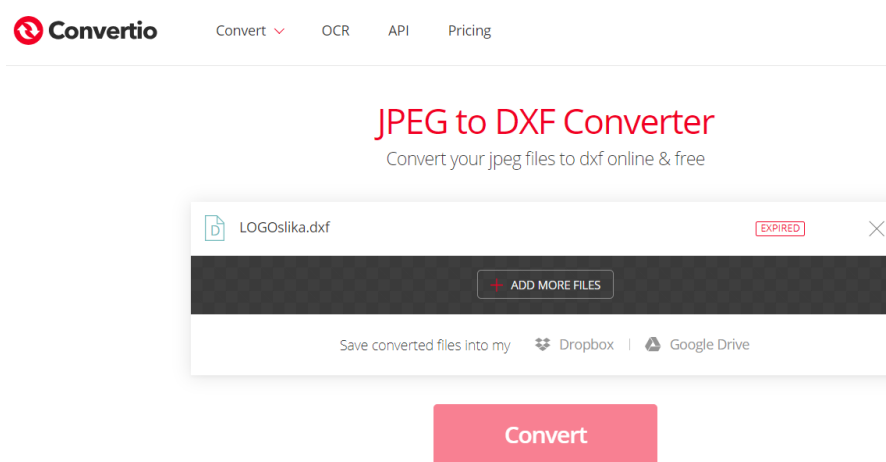 Convertio Convert OCR API Pricing
JPEG to DXF Converter
Convert your jpeg files to dxf online & free
D LOGOslika.dxf EXPIRED
ADD MORE FILES
Save converted files into my Dropbox Google Drive
Convert